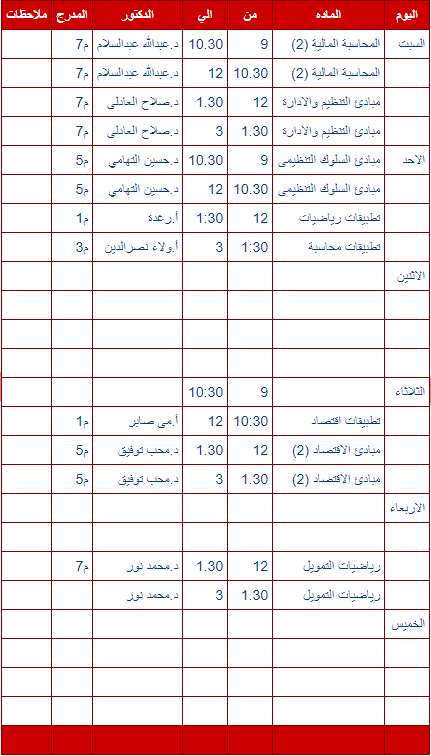 اليوم الماده من الي الدكتور المدرج ملاحظات
السبت المحاسبة المالية (2) 9 10.30 د.عبدالله عبدالسلام م7
المحاسبة المالية (2) 10.30 12 د.عبدالله عبدالسلام م7
مبادئ التنظيم والادارة 12 1.30 د.صلاح العادلى م7
مبادئ التنظيم والادارة 1.30 3 د.صلاح العادلى م7
الاحد مبادئ السلوك التنظيمى 9 10.30 د.حسين التهامي م5
مبادئ السلوك التنظيمى 10.30 12 د.حسين التهامي م5
تطبيقات رياضيات 12 1:30 أ.رغدة م1
تطبيقات محاسبة 1:30 3 أ.ولاء نصرالدين م3
الاثنين
الثلاثاء 9 10:30
تطبيقات اقتصاد 10:30 12 أ.مى صابر م1
مبادئ الاقتصاد (2) 12 1.30 د.محب توفيق م5
مبادئ الاقتصاد (2) 1.30 3 د.محب توفيق م5
الاربعاء
رياضيات التمويل 12 1.30 د.محمد نور م7
رياضيات التمويل 1.30 3 د.محمد نور
الخميس